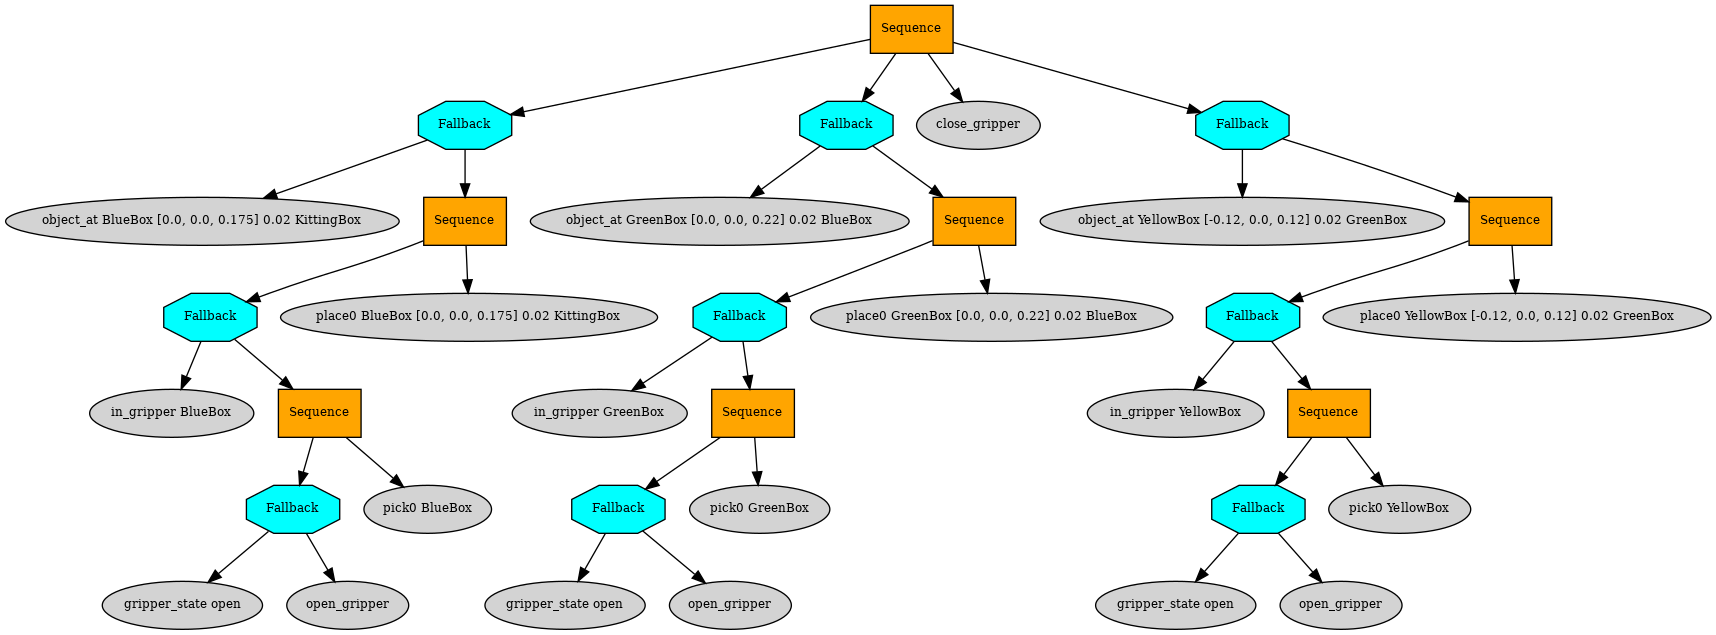 Sequence
Fallback
Fallback
close_gripper
Fallback
object_at BlueBox [0.0, 0.0, 0.175] 0.02 KittingBox
Sequence
object_at GreenBox [0.0, 0.0, 0.22] 0.02 BlueBox
Sequence
object_at YellowBox [-0.12, 0.0, 0.12] 0.02 GreenBox
Sequence
Fallback
place0 BlueBox [0.0, 0.0, 0.175] 0.02 KittingBox
Fallback
place0 GreenBox [0.0, 0.0, 0.22] 0.02 BlueBox
Fallback
place0 YellowBox [-0.12, 0.0, 0.12] 0.02 GreenBox
in_gripper BlueBox
Sequence
in_gripper GreenBox
Sequence
in_gripper YellowBox
Sequence
Fallback
pick0 BlueBox
Fallback
pick0 GreenBox
Fallback
pick0 YellowBox
gripper_state open
open_gripper
gripper_state open
open_gripper
gripper_state open
open_gripper